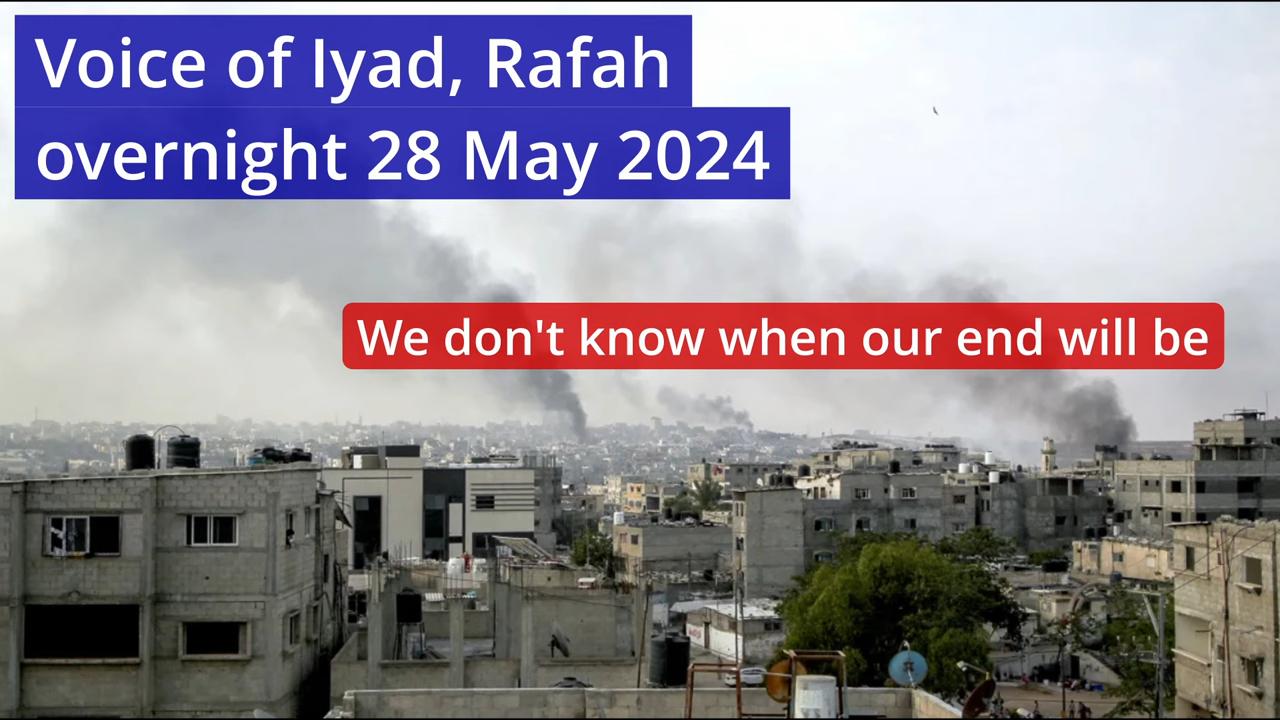 Voice of Iyad, Rafah
overnight 28 May 2024
We don't know when our end will be